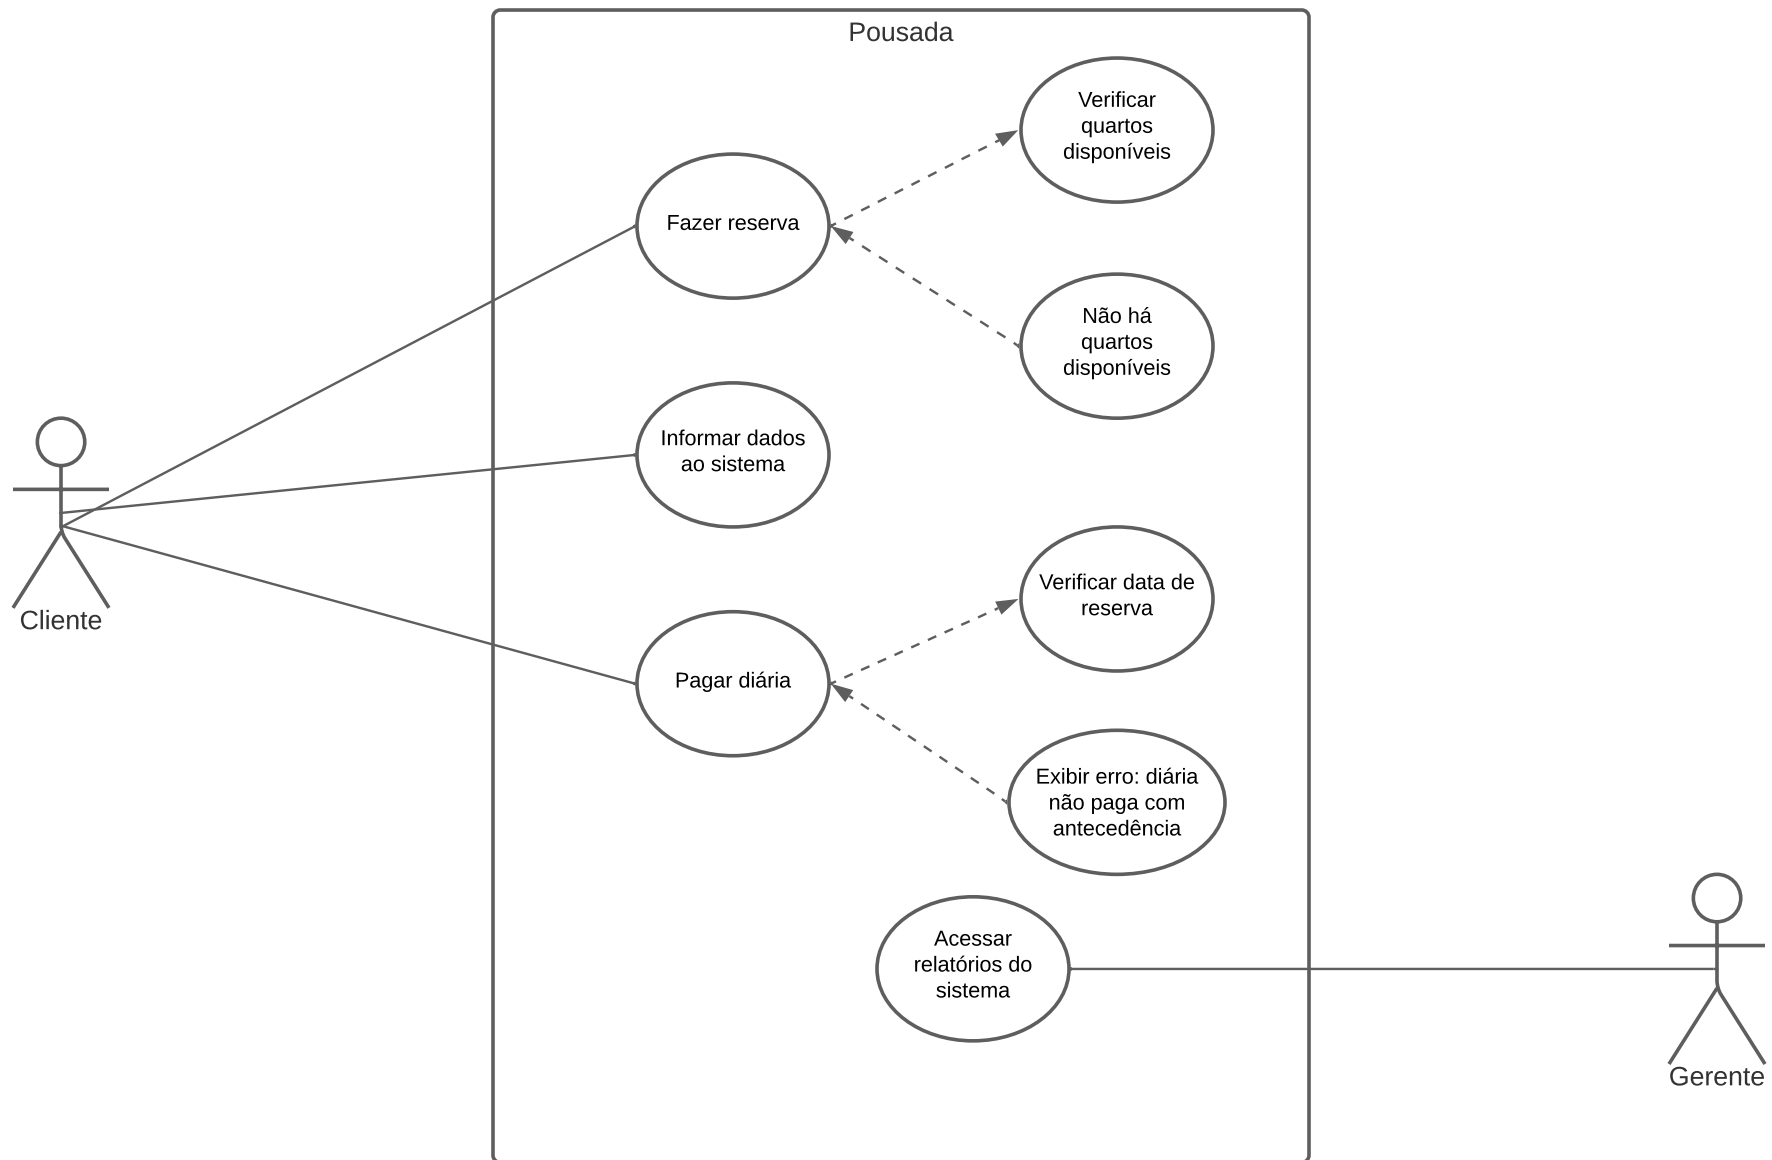 Pousada
Verificar
quartos
disponíveis
Fazer reserva
Não há
quartos
disponíveis
Informar dados
ao sistema
Cliente
Verificar data de
reserva
Pagar diária
Exibir erro: diária
não paga com
antecedência
Acessar
relatórios do
sistema
Gerente